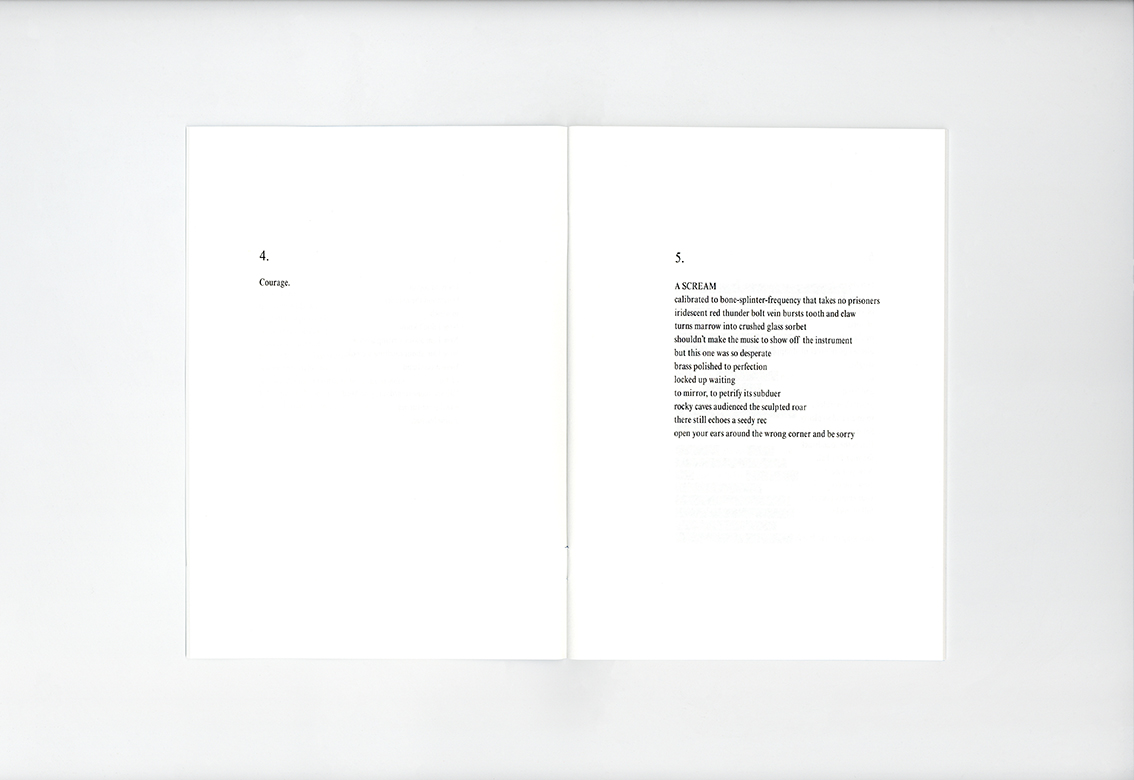 4.
Courage.
5.
A SCREAM
calibrated to bone-splinter-frequency that takes no prisoners
iridescent red thunder bolt vein bursts tooth and claw
turns marrow into crushed glass sorbet
shouldn't make the music to show off the instrument
but this one was so desperate
brass polished to perfection
locked up waiting
to mirror, to petrify its subduer
rocky caves audienced the sculpted roar
there still echoes a seedy rec
open your ears around the wrong corner and be sorry